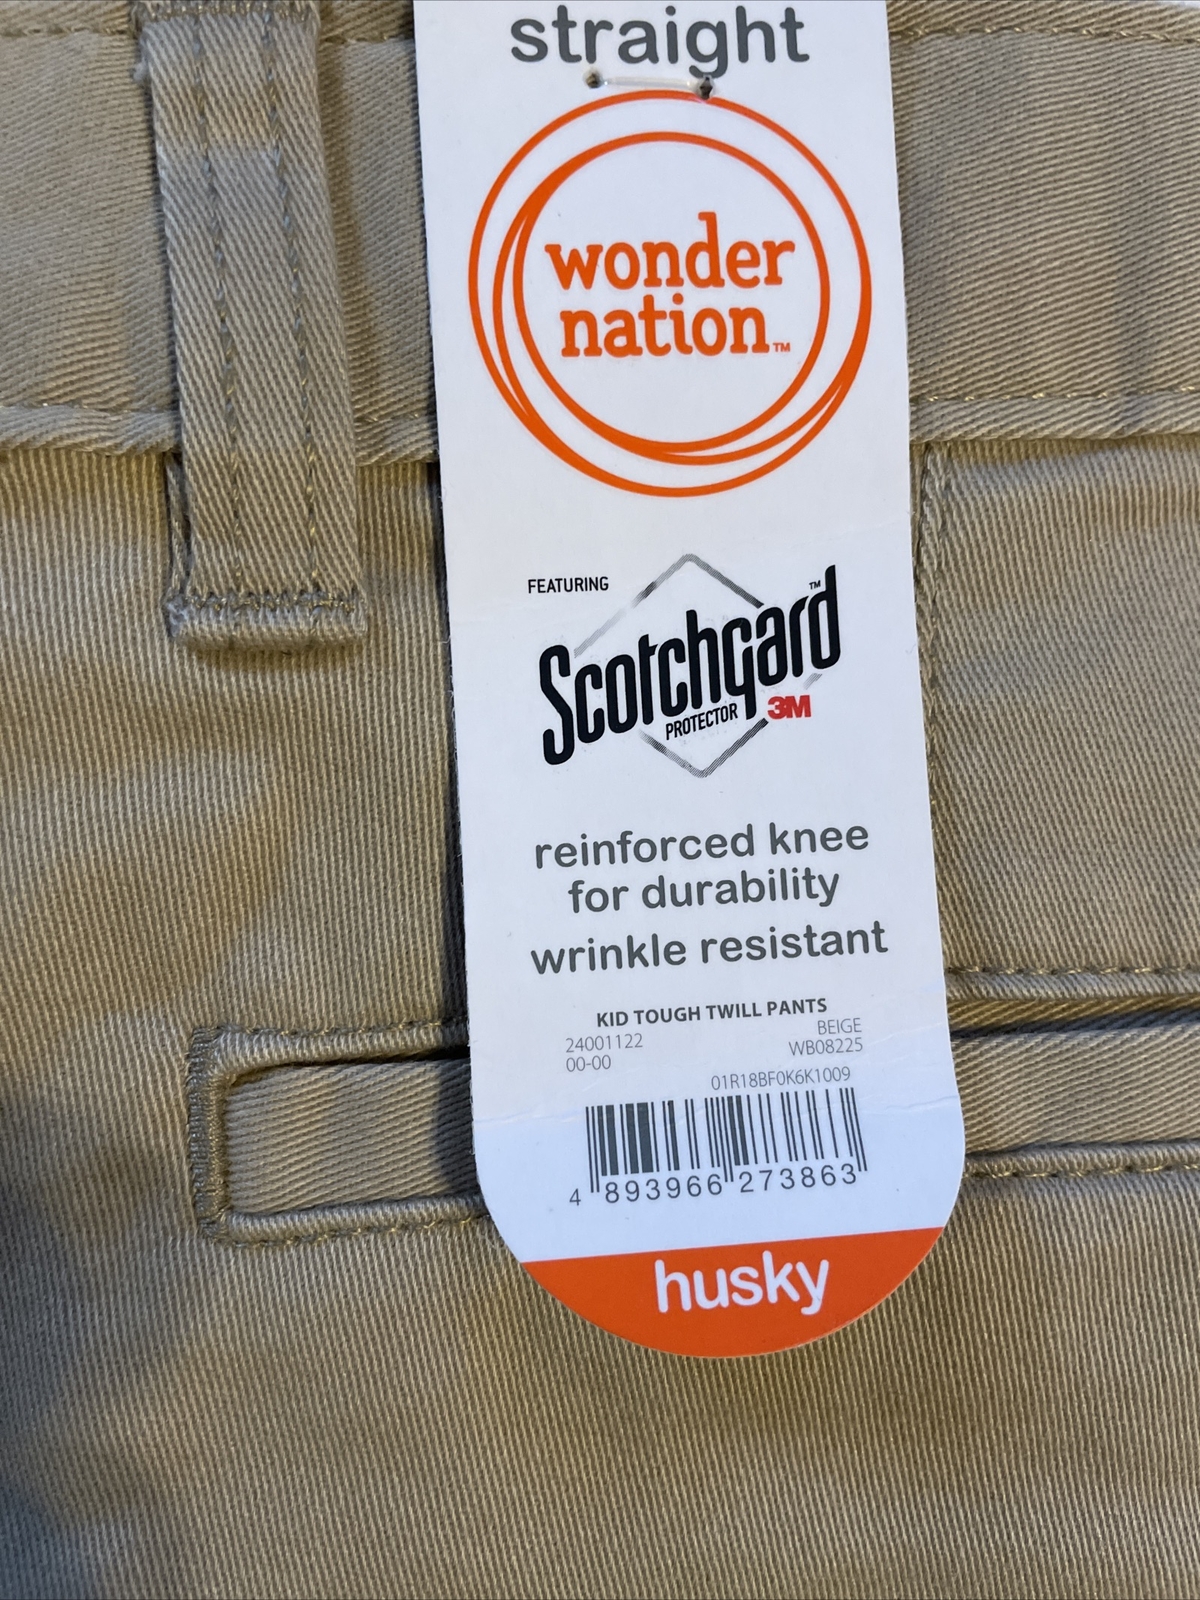 straight
wonder
nation™
FEATURING
Scotchgard™
PROTECTOR 3M
reinforced knee
for durability
wrinkle resistant
KID TOUGH TWILL PANTS
24001122 BEIGE
00-00 WB08225
01R18BF0K6K1009
4 893966 273863
husky